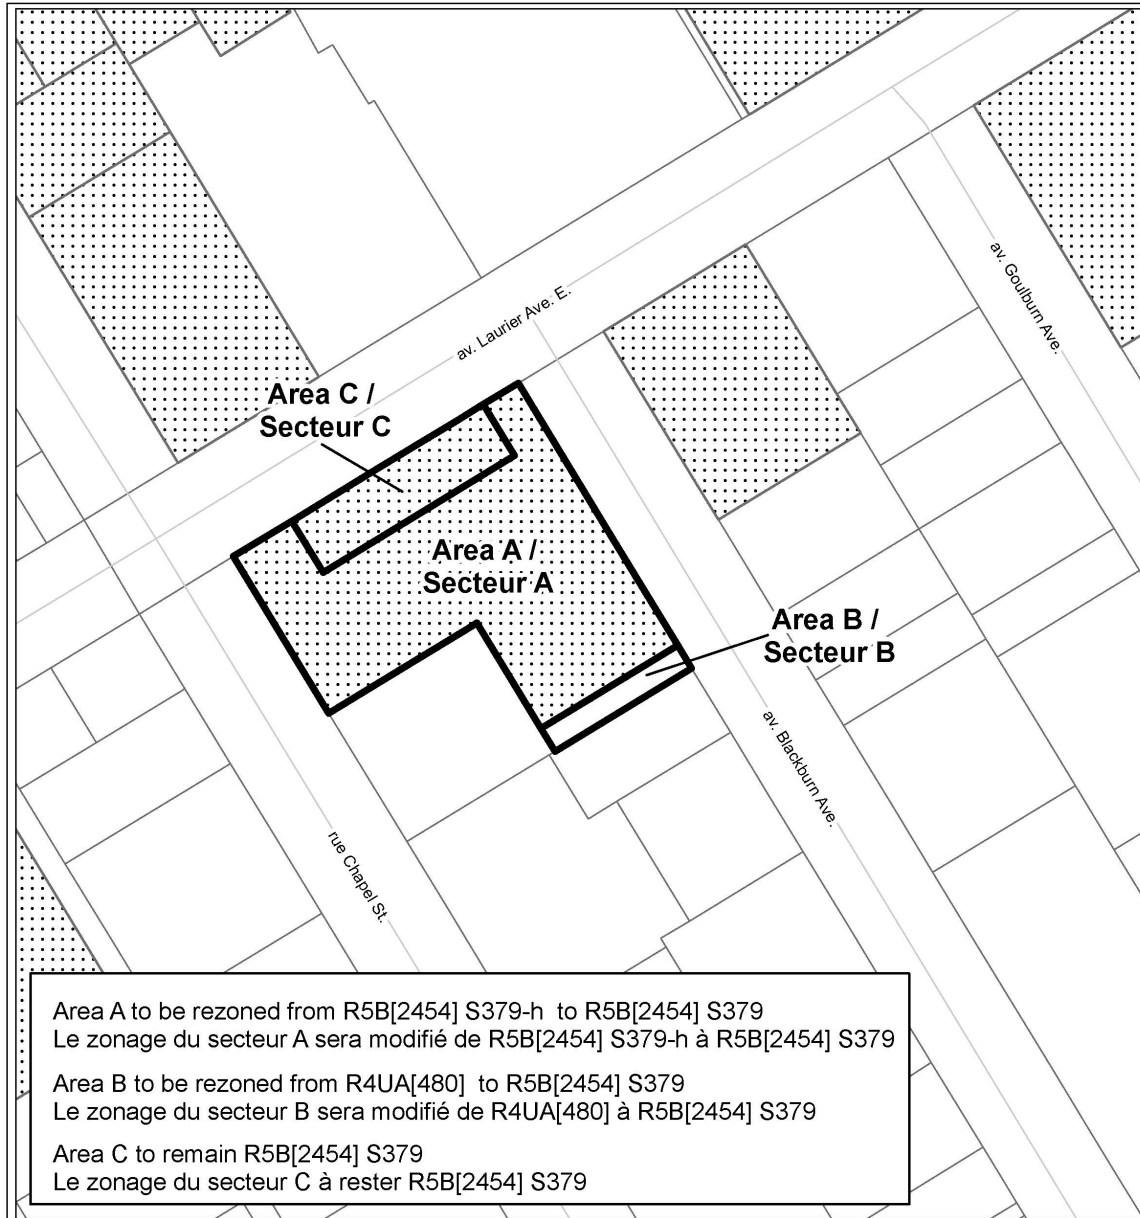 av. Goulburn Ave.
av. Laurier Ave. E.
Area C /
Secteur C
Area A /
Secteur A
Area B /
Secteur B
av. Blackburn Ave.
rue Chapel St.
Area A to be rezoned from R5B[2454] S379-h to R5B[2454] S379
Le zonage du secteur A sera modifié de R5B[2454] S379-h à R5B[2454] S379
Area B to be rezoned from R4UA[480] to R5B[2454] S379
Le zonage du secteur B sera modifié de R4UA[480] à R5B[2454] S379
Area C to remain R5B[2454] S379
Le zonage du secteur C à rester R5B[2454] S379